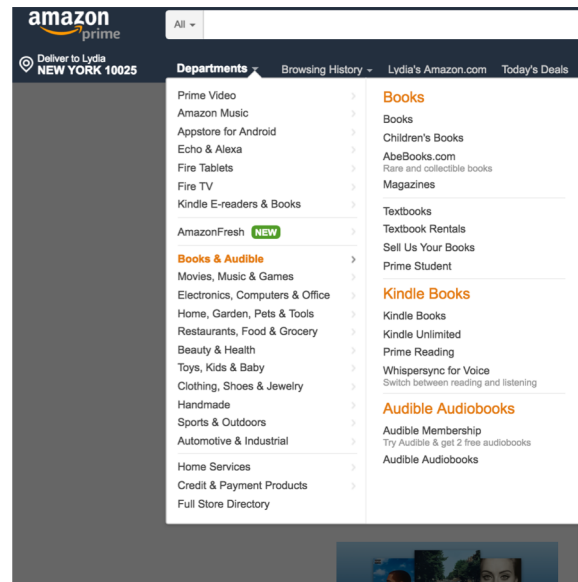 amazon
prime
All
Deliver to Lydia
NEW YORK 10025
Departments
Browsing History
Lydia's Amazon.com
Today's Deals
Prime Video
Amazon Music
Appstore for Android
Echo & Alexa
Fire Tablets
Fire TV
Kindle E-readers & Books
AmazonFresh NEW
Books & Audible
Movies, Music & Games
Electronics, Computers & Office
Home, Garden, Pets & Tools
Restaurants, Food & Grocery
Beauty & Health
Toys, Kids & Baby
Clothing, Shoes & Jewelry
Handmade
Sports & Outdoors
Automotive & Industrial
Home Services
Credit & Payment Products
Full Store Directory
Books
Books
Children's Books
AbeBooks.com
Rare and collectible books
Magazines
Textbooks
Textbook Rentals
Sell Us Your Books
Prime Student
Kindle Books
Kindle Books
Kindle Unlimited
Prime Reading
Whispersync for Voice
Switch between reading and listening
Audible Audiobooks
Audible Membership
Try Audible & get 2 free audiobooks
Audible Audiobooks